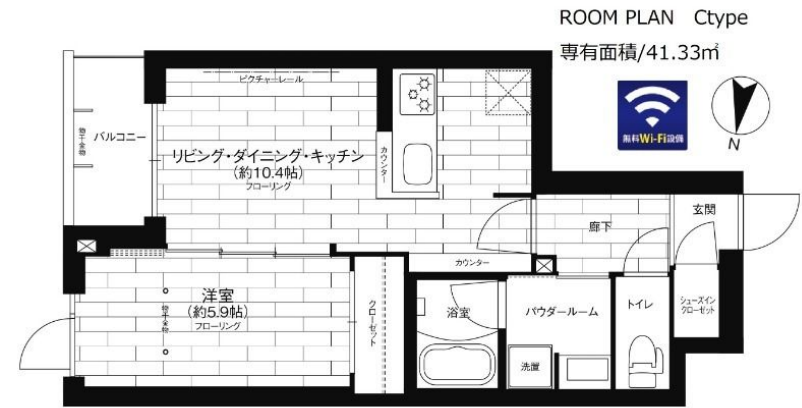 ROOM PLAN Ctype
専有面積/41.33㎡
無料Wi-Fi設備
N
ピクチャーレール
バルコニー
物干金物
リビング・ダイニング・キッチン
(約10.4帖)
フローリング
カウンター
玄関
廊下
カウンター
洋室
(約5.9帖)
フローリング
物干金物
クローゼット
浴室
パウダールーム
洗置
トイレ
シューズイン
クローゼット